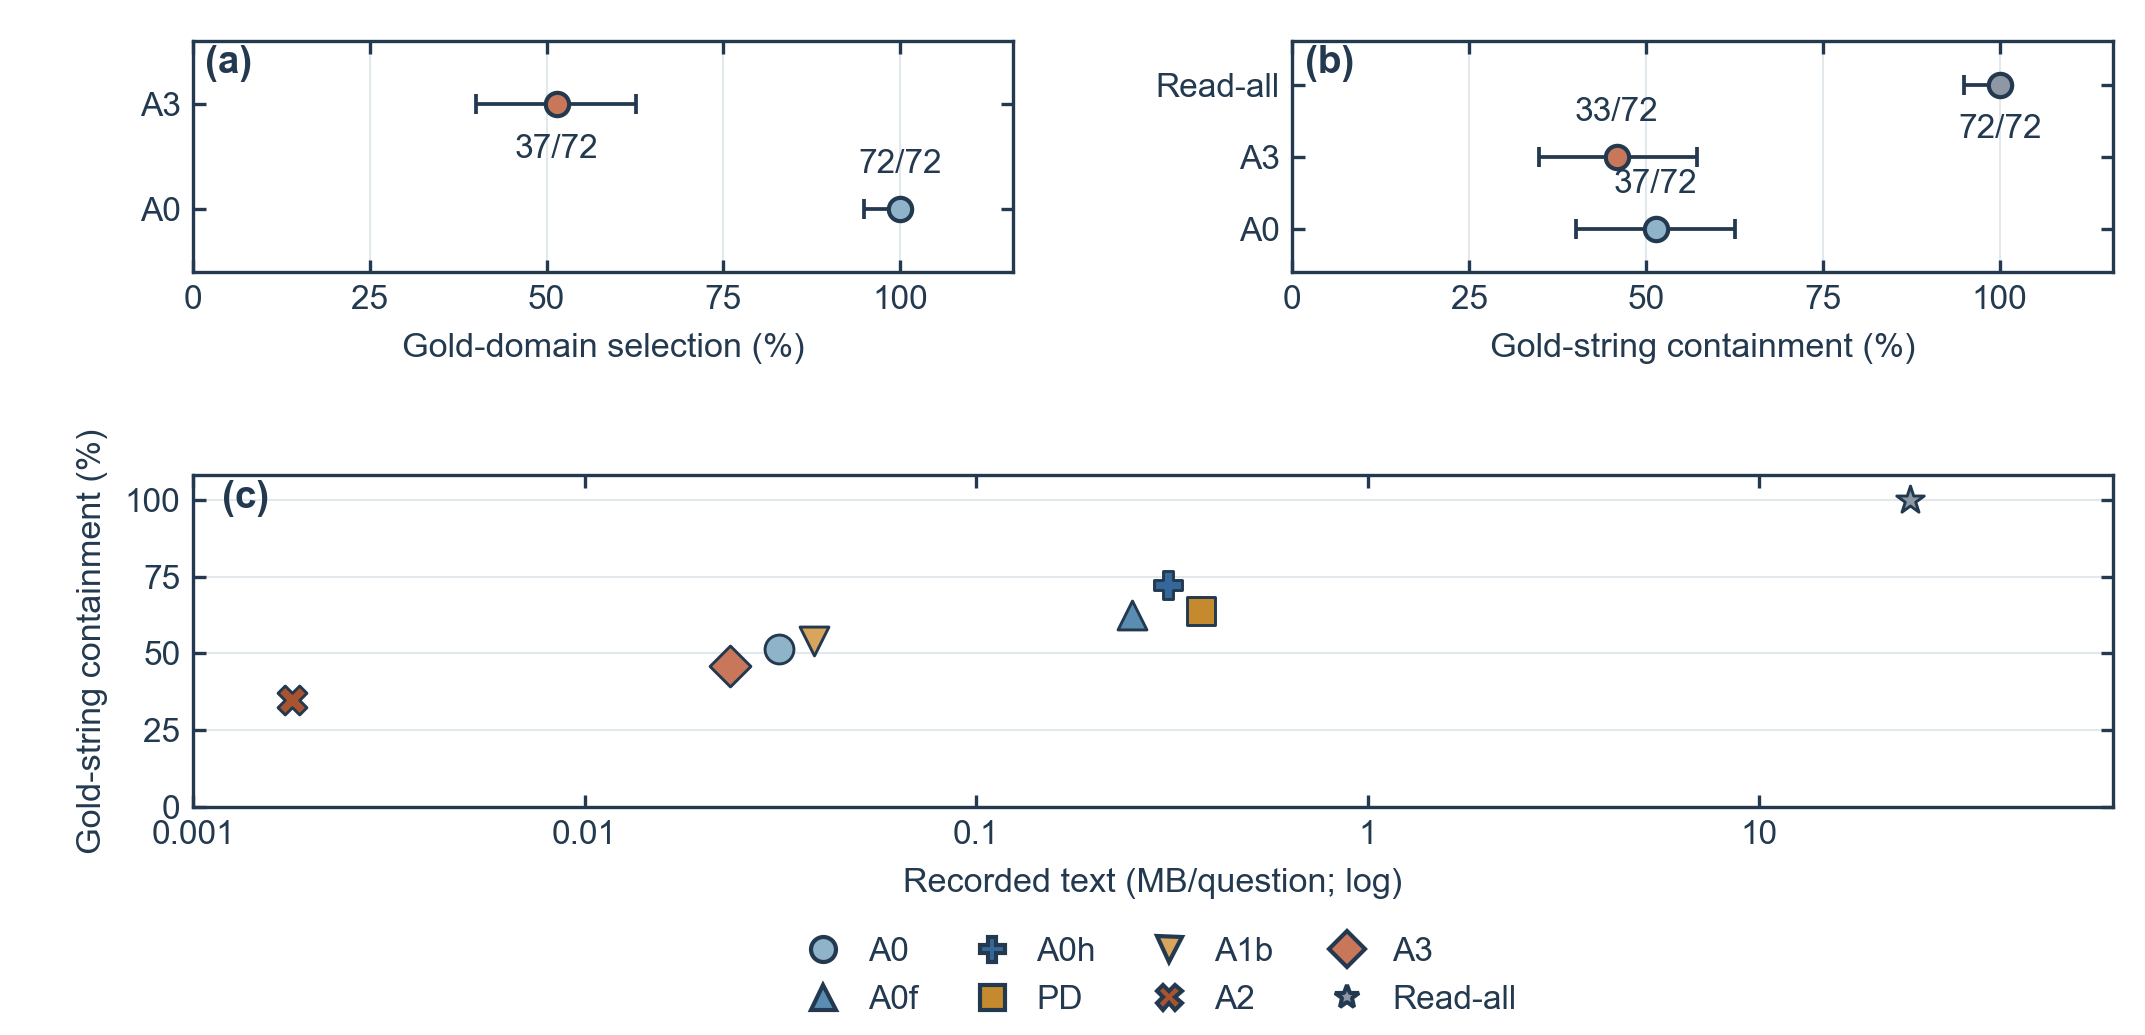 (a)
A3
37/72
72/72
A0
0 25 50 75 100
Gold-domain selection (%)
(b)
Read-all
72/72
33/72
A3
37/72
A0
0 25 50 75 100
Gold-string containment (%)
(c)
Gold-string containment (%)
100
75
50
25
0
0.001 0.01 0.1 1 10
Recorded text (MB/question; log)
A0 A0h A1b A3
A0f PD A2 Read-all